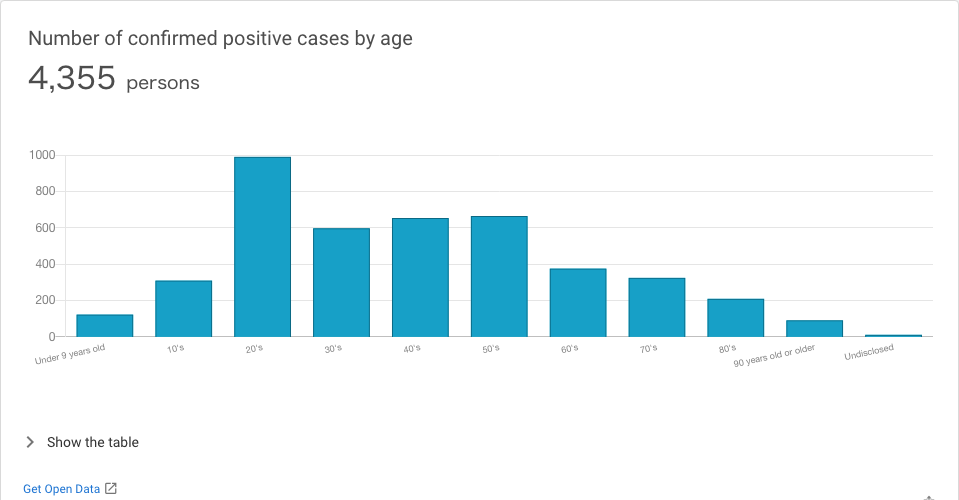 Number of confirmed positive cases by age
4,355 persons
1000
800
600
400
200
0
Under 9 years old
10's
20's
30's
40's
50's
60's
70's
80's
90 years old or older
Undisclosed
Show the table
Get Open Data